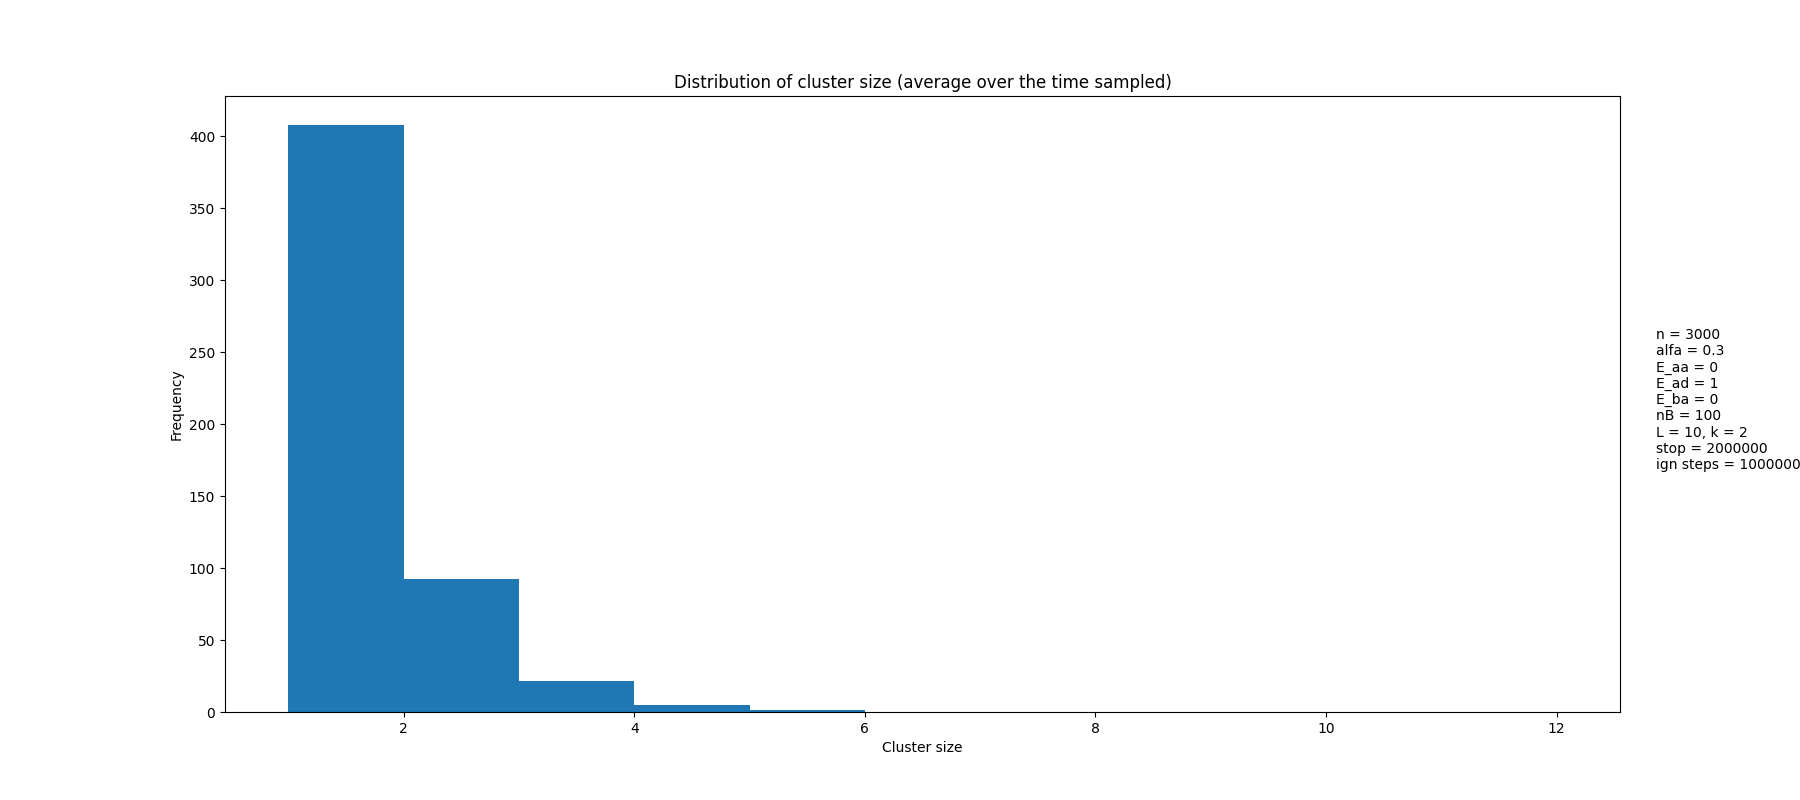 Distribution of cluster size (average over the time sampled)
400
350
300
250
200
150
100
50
0
Frequency
2 4 6 8 10 12
Cluster size
n = 3000
alfa = 0.3
E_aa = 0
E_ad = 1
E_ba = 0
nB = 100
L = 10, k = 2
stop = 2000000
ign steps = 1000000